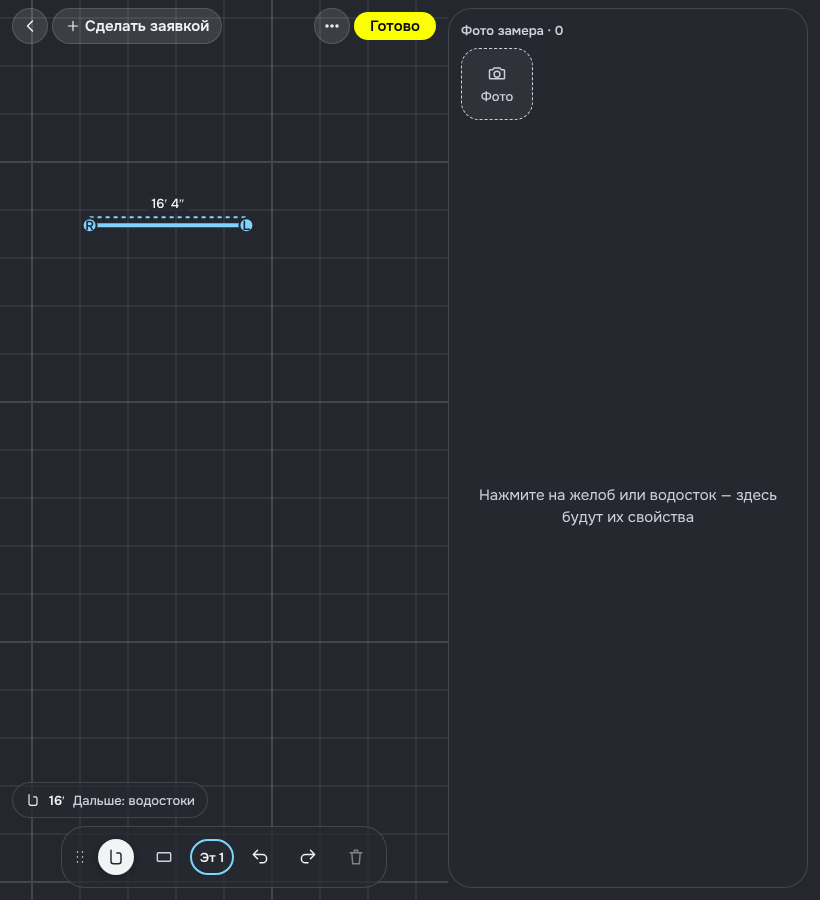 Сделать заявкой
Готово
Фото замера · 0
Фото
16′ 4″
R
L
Нажмите на желоб или водосток — здесь
будут их свойства
16′ Дальше: водостоки
Эт 1